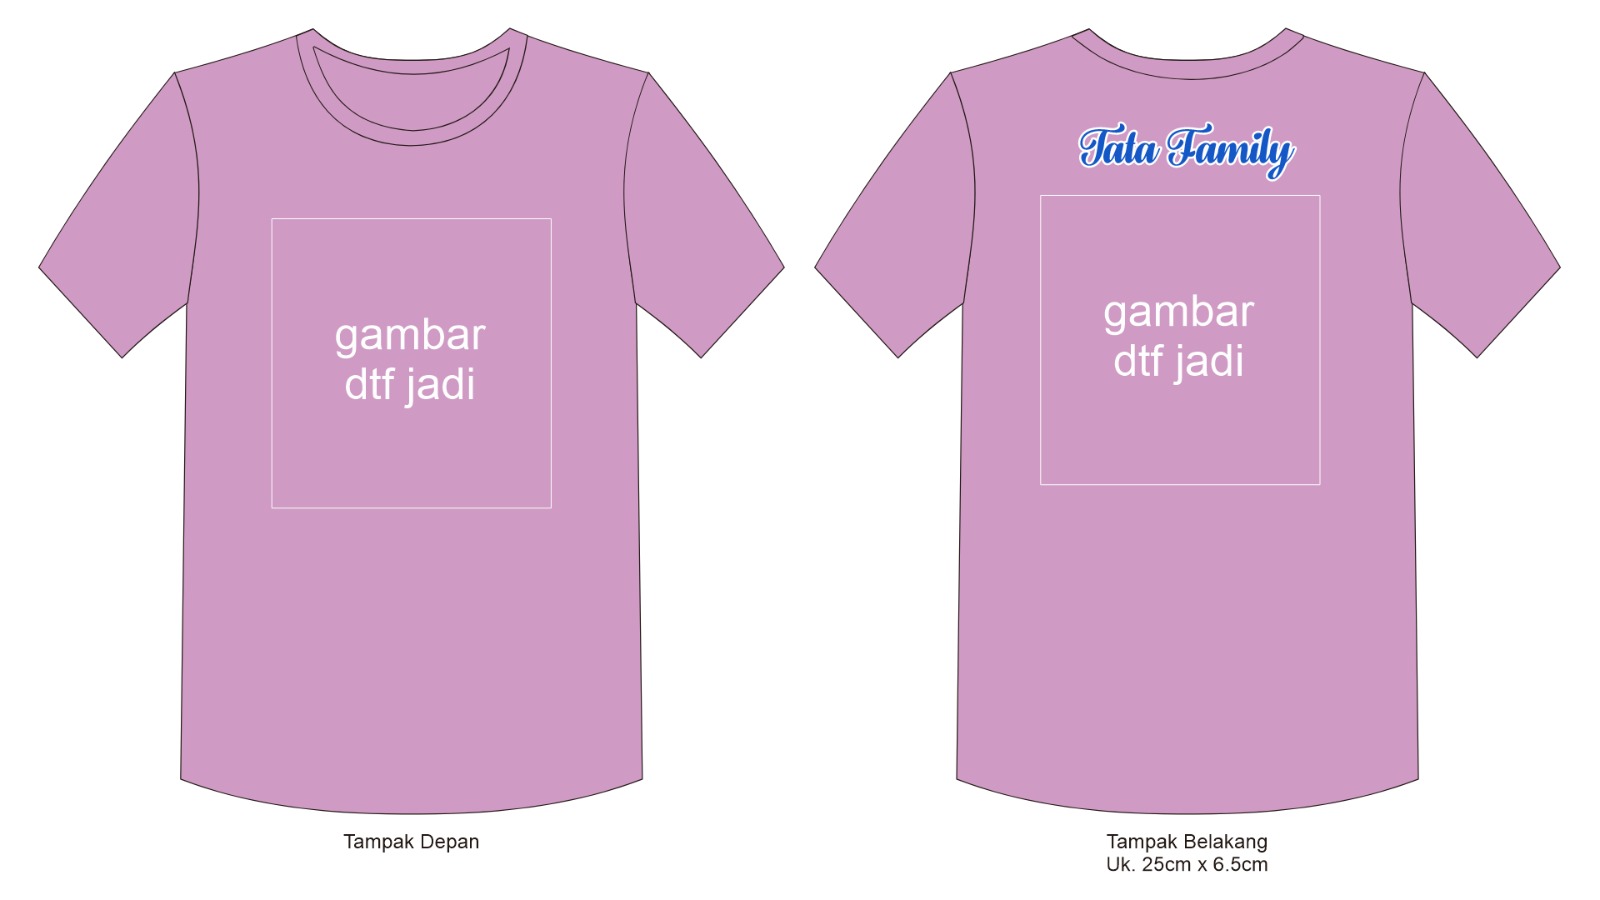 gambar
dtf jadi
Tampak Depan
Tata Family
gambar
dtf jadi
Tampak Belakang
Uk. 25cm x 6.5cm